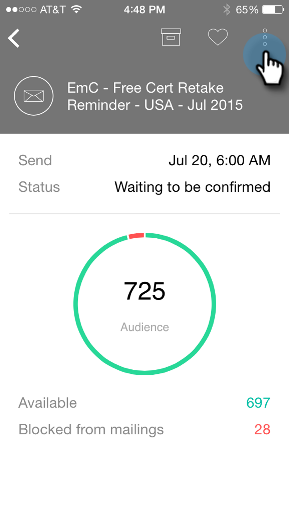 AT&T 4:48 PM 65%
EmC - Free Cert Retake
Reminder - USA - Jul 2015
Send Jul 20, 6:00 AM
Status Waiting to be confirmed
725
Audience
Available 697
Blocked from mailings 28